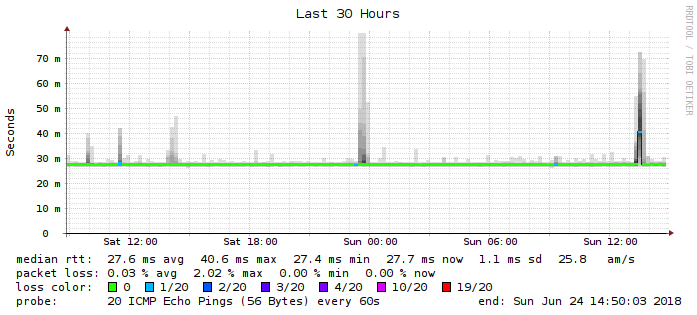 Last 30 Hours
RRDTOOL / TOBI OETIKER
Seconds
70 m
60 m
50 m
40 m
30 m
20 m
10 m
0
Sat 12:00 Sat 18:00 Sun 00:00 Sun 06:00 Sun 12:00
median rtt: 27.6 ms avg 40.6 ms max 27.4 ms min 27.7 ms now 1.1 ms sd 25.8 am/s
packet loss: 0.03 % avg 2.02 % max 0.00 % min 0.00 % now
loss color: 0 1/20 2/20 3/20 4/20 10/20 19/20
probe: 20 ICMP Echo Pings (56 Bytes) every 60s end: Sun Jun 24 14:50:03 2018